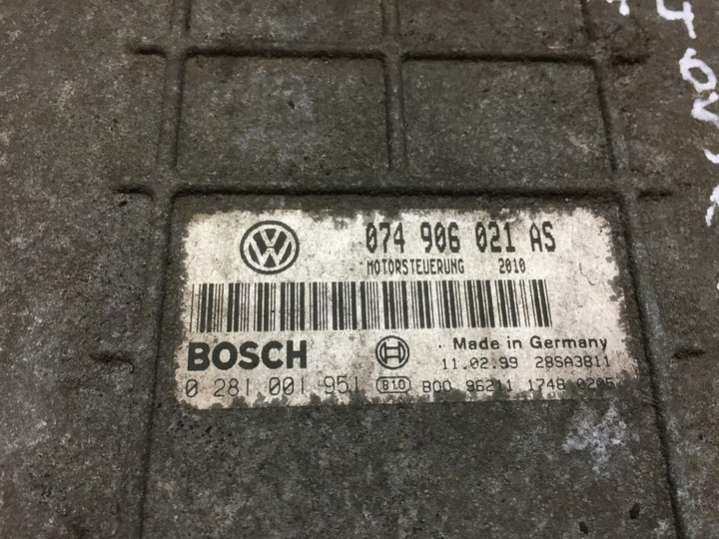 074 906 021 AS
MOTORSTEUERUNG 2010
BOSCH
Made in Germany
11.02.99 28SA3811
0 281 001 951 B10 B00 96211 1748 0205